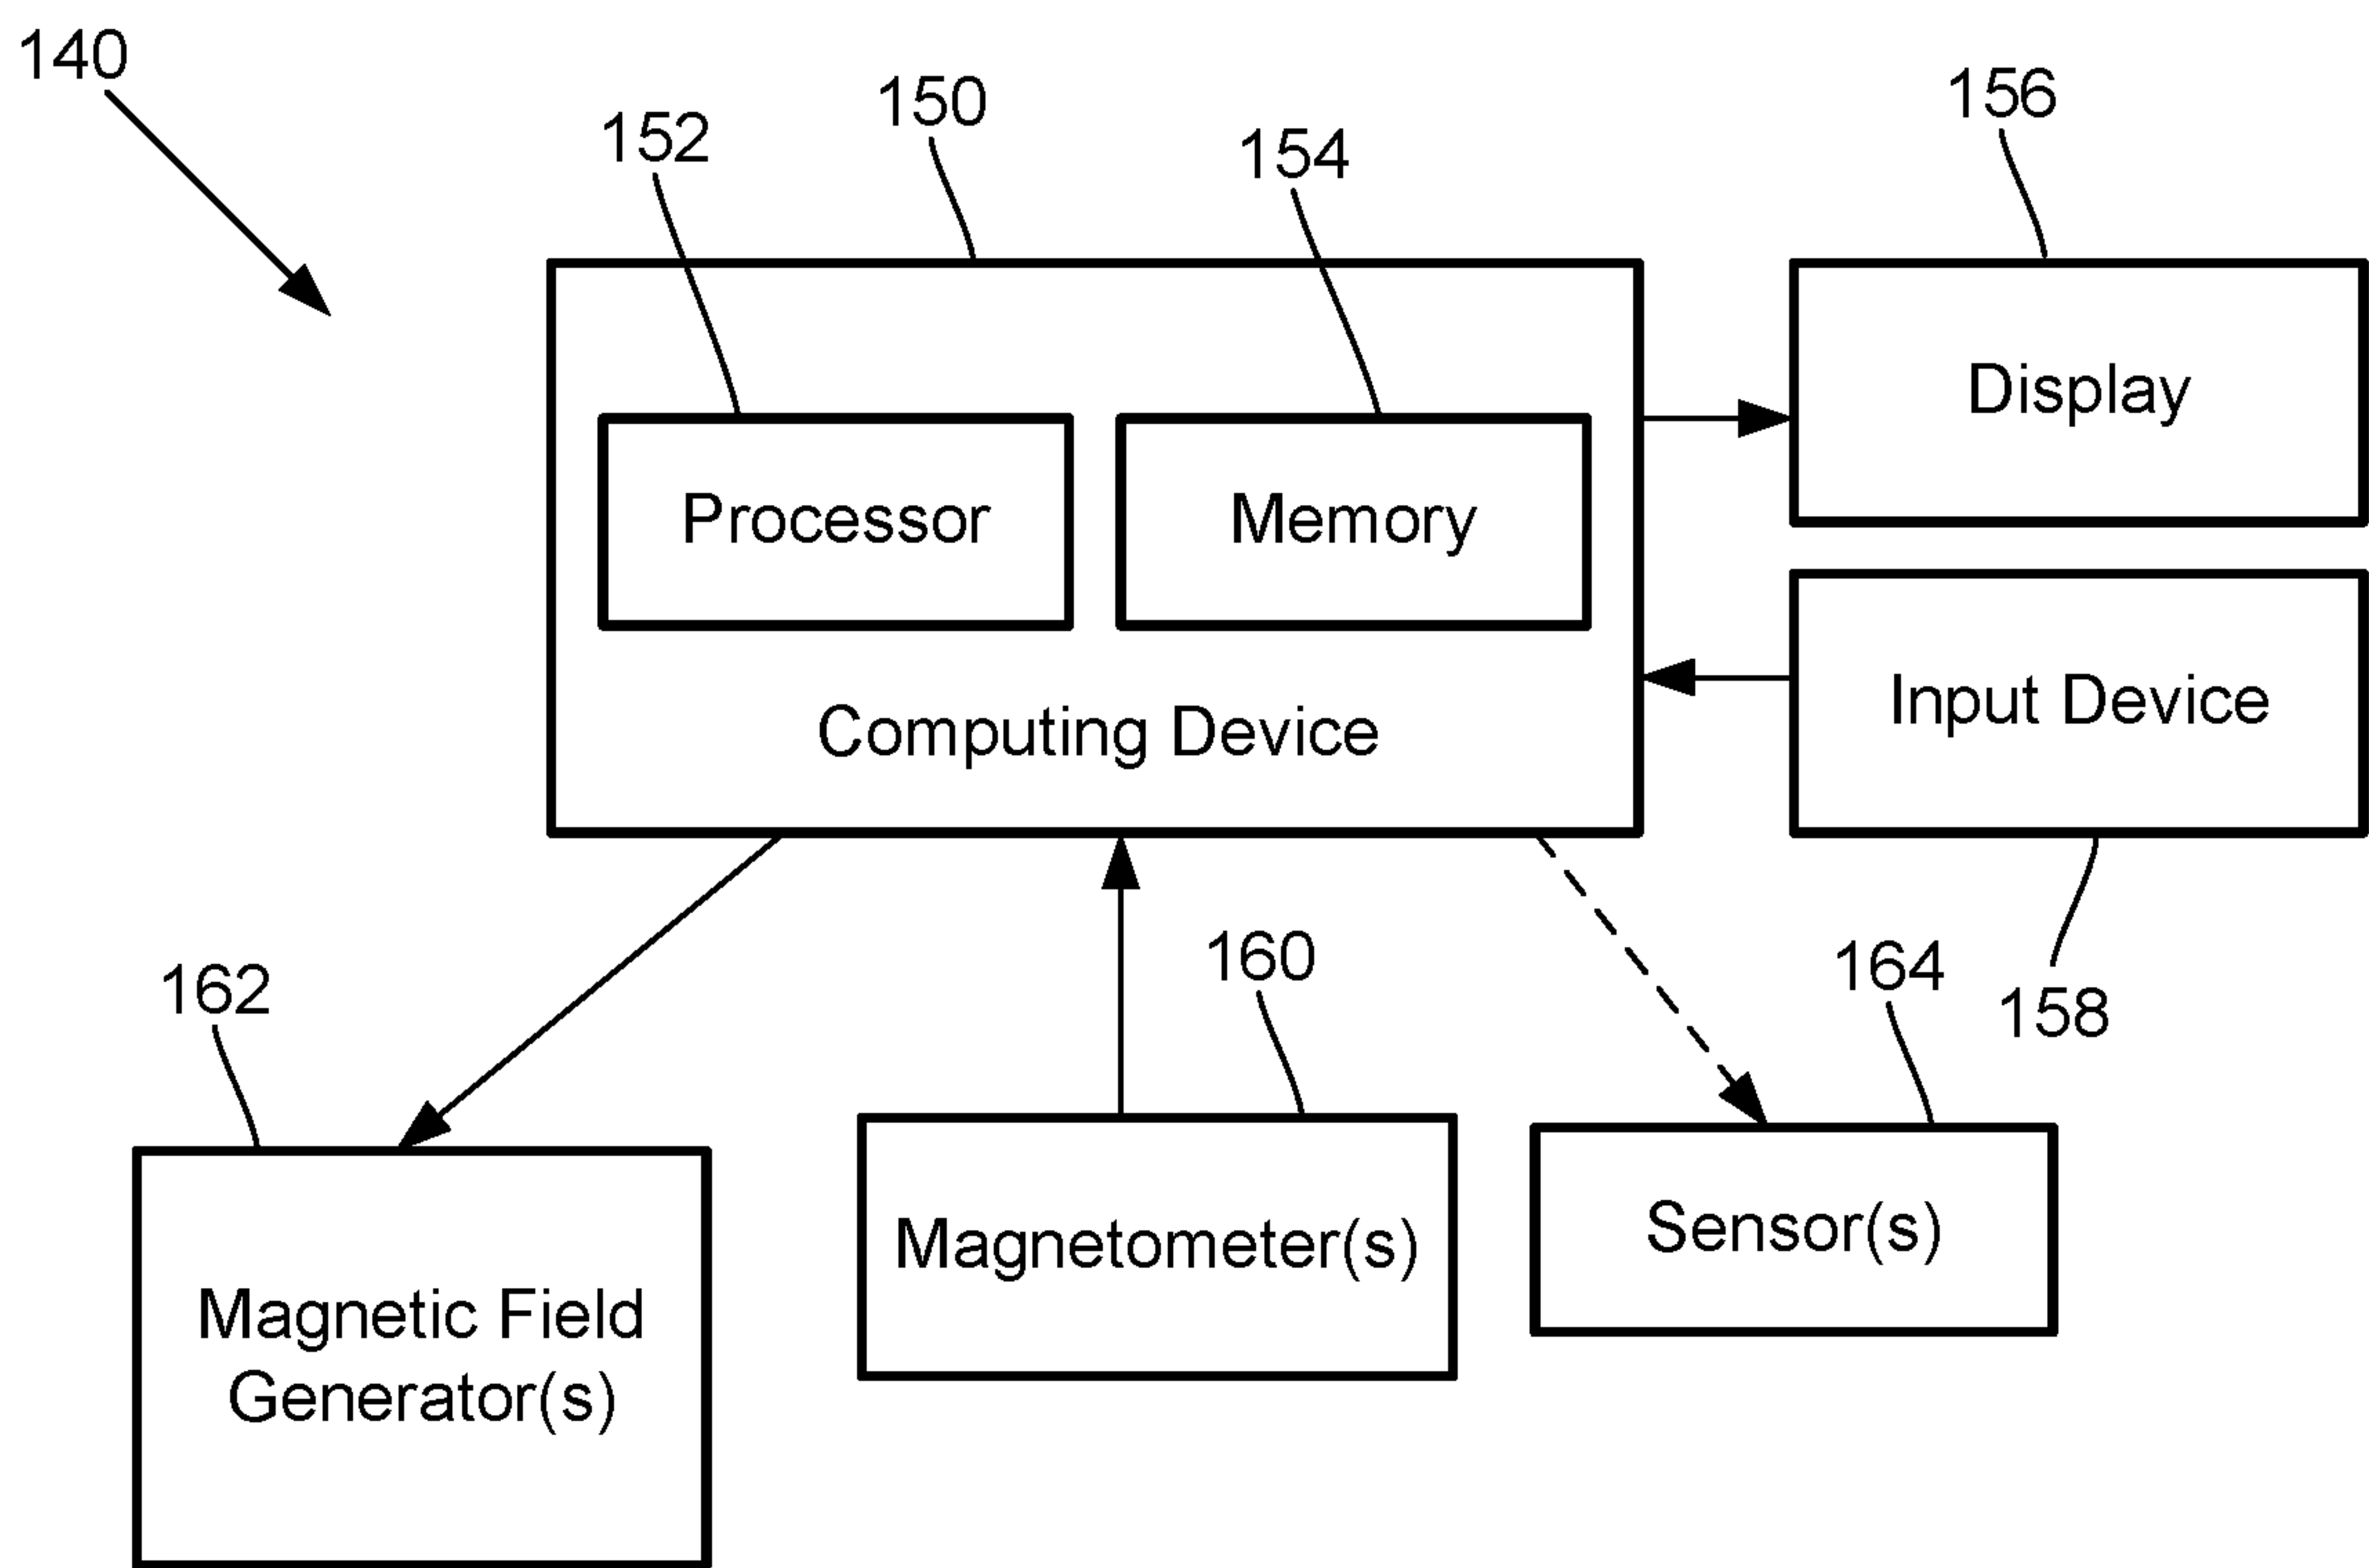 140
150
156
152
154
Display
Processor
Memory
Input Device
Computing Device
160
164
162
158
Magnetometer(s)
Sensor(s)
Magnetic Field
Generator(s)